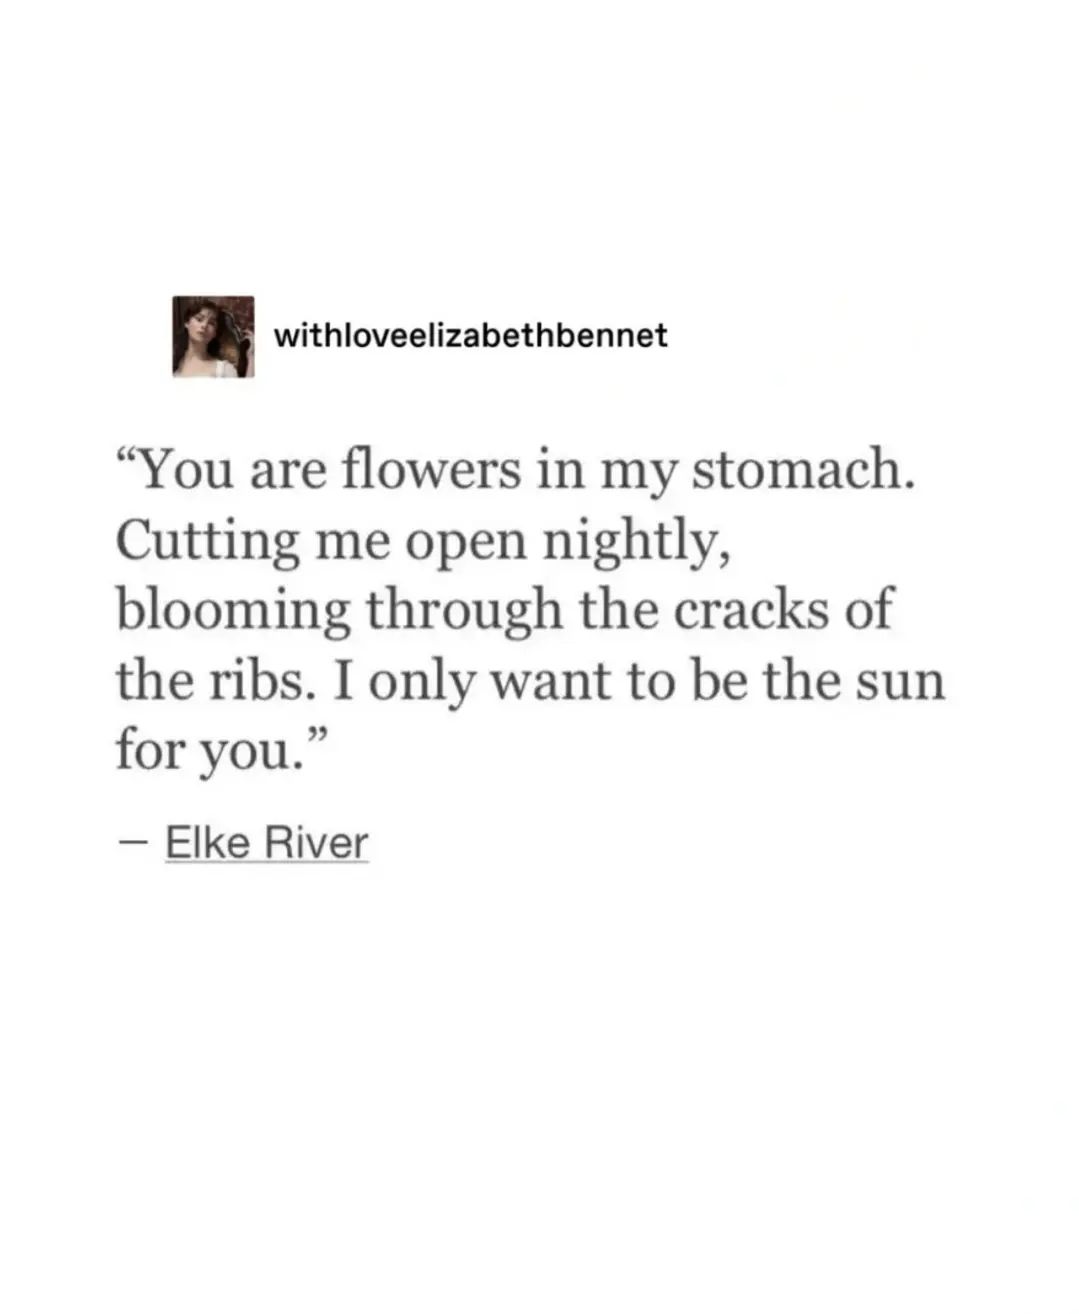 withloveelizabethbennet
“You are flowers in my stomach.
Cutting me open nightly,
blooming through the cracks of
the ribs. I only want to be the sun
for you.”
— Elke River